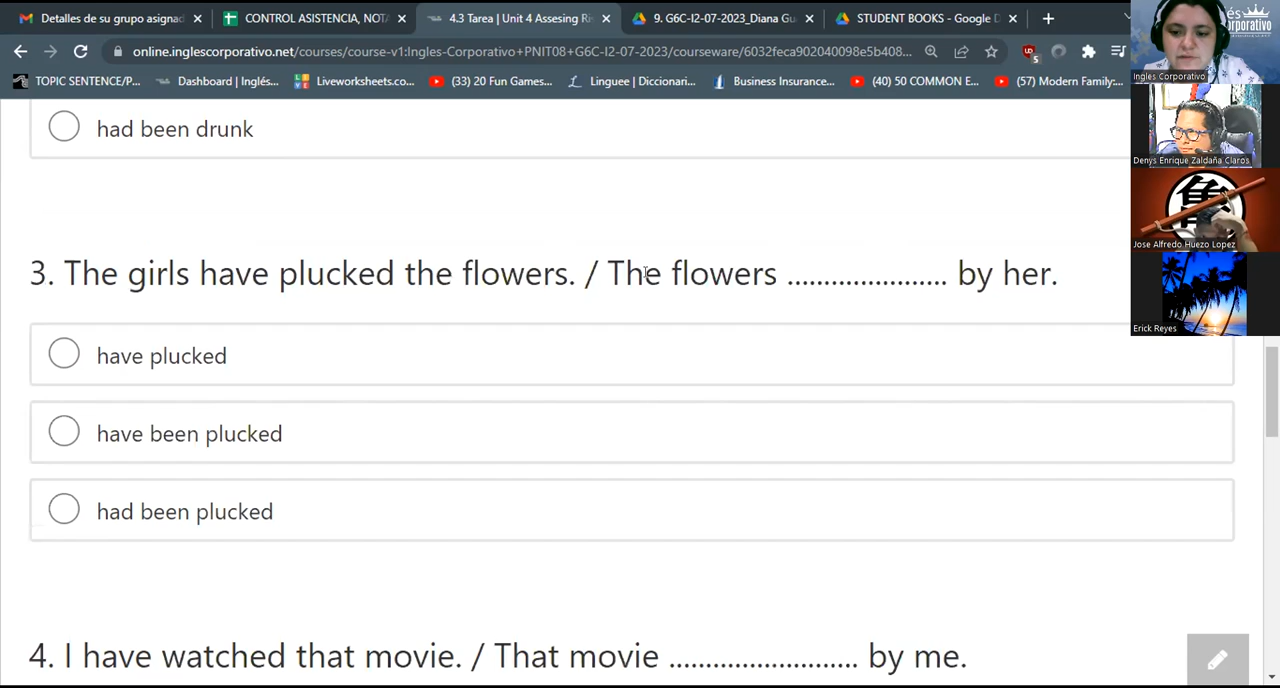 Detalles de su grupo asignad
CONTROL ASISTENCIA, NOTA
4.3 Tarea | Unit 4 Assesing Ri
9. G6C-I2-07-2023_Diana Gu
STUDENT BOOKS - Google D
online.inglescorporativo.net/courses/course-v1:Ingles-Corporativo+PNIT08+G6C-I2-07-2023/courseware/6032feca902040098e5b408...
TOPIC SENTENCE/P...
Dashboard | Inglés...
Liveworksheets.co...
(33) 20 Fun Games...
Linguee | Diccionari...
Business Insurance...
(40) 50 COMMON E...
(57) Modern Family:...
és
rporativo
Ingles Corporativo
Denys Enrique Zaldaña Claros
Jose Alfredo Huezo Lopez
Erick Reyes
had been drunk
3. The girls have plucked the flowers. / The flowers ...................... by her.
have plucked
have been plucked
had been plucked
4. I have watched that movie. / That movie .......................... by me.